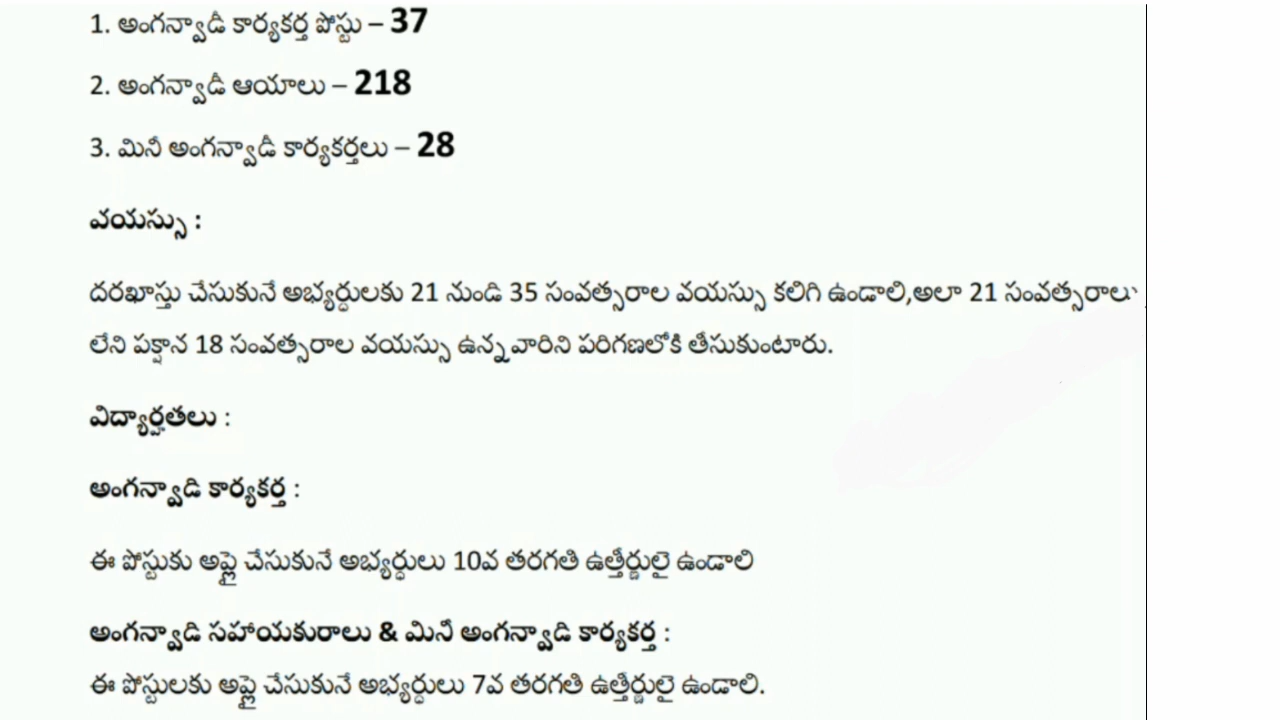 1. అంగన్వాడీ కార్యకర్త పోస్టు – 37
2. అంగన్వాడీ ఆయాలు – 218
3. మినీ అంగన్వాడీ కార్యకర్తలు – 28
వయస్సు :
దరఖాస్తు చేసుకునే అభ్యర్ధులకు 21 నుండి 35 సంవత్సరాల వయస్సు కలిగి ఉండాలి,అలా 21 సంవత్సరాలు
లేని పక్షాన 18 సంవత్సరాల వయస్సు ఉన్న వారిని పరిగణలోకి తీసుకుంటారు.
విద్యార్హతలు :
అంగన్వాడి కార్యకర్త :
ఈ పోస్టుకు అప్లై చేసుకునే అభ్యర్ధులు 10వ తరగతి ఉత్తీర్ణులై ఉండాలి
అంగన్వాడి సహాయకురాలు & మినీ అంగన్వాడి కార్యకర్త :
ఈ పోస్టులకు అప్లై చేసుకునే అభ్యర్ధులు 7వ తరగతి ఉత్తీర్ణులై ఉండాలి.